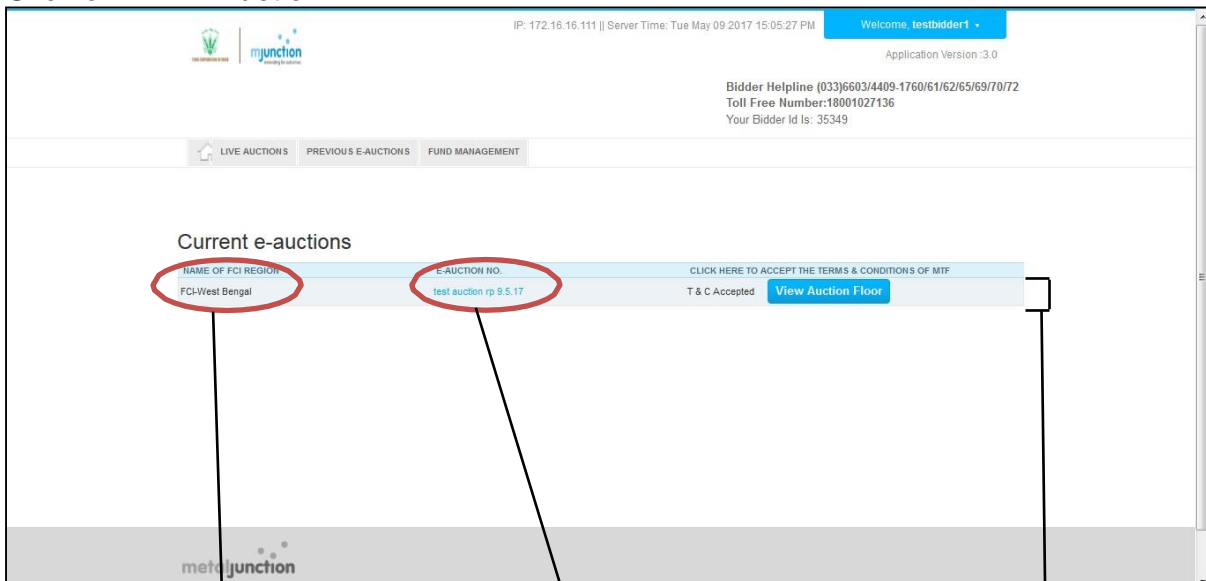 IP: 172.16.16.111 || Server Time: Tue May 09 2017 15:05:27 PM
Welcome, testbidder1
mjunction
Application Version :3.0
Bidder Helpline (033)6603/4409-1760/61/62/65/69/70/72
Toll Free Number:18001027136
Your Bidder Id Is: 35349
LIVE AUCTIONS PREVIOUS E-AUCTIONS FUND MANAGEMENT
Current e-auctions
NAME OF FCI REGION E-AUCTION NO. CLICK HERE TO ACCEPT THE TERMS & CONDITIONS OF MTF
FCI-West Bengal test auction rp 9.5.17 T & C Accepted View Auction Floor
metaljunction